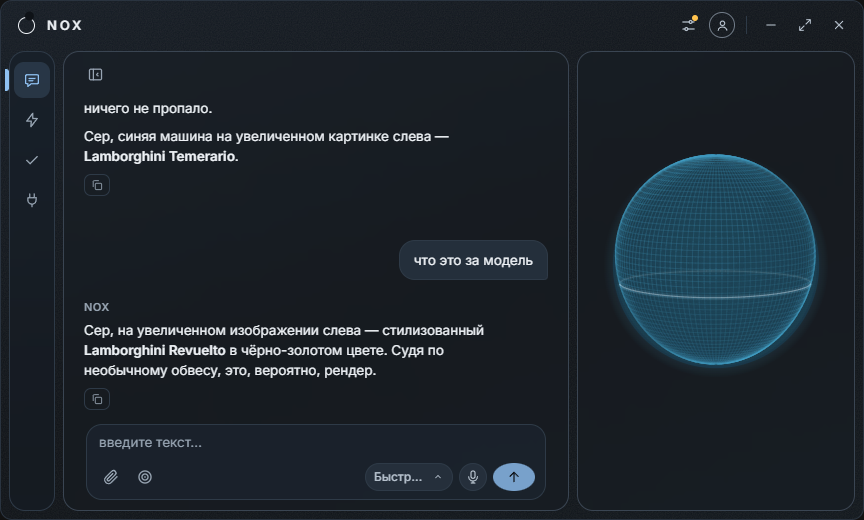 NOX
ничего не пропало.
Сер, синяя машина на увеличенном картинке слева —
Lamborghini Temerario.
что это за модель
NOX
Сер, на увеличенном изображении слева — стилизованный
Lamborghini Revuelto в чёрно-золотом цвете. Судя по
необычному обвесу, это, вероятно, рендер.
введите текст...
Быстр...